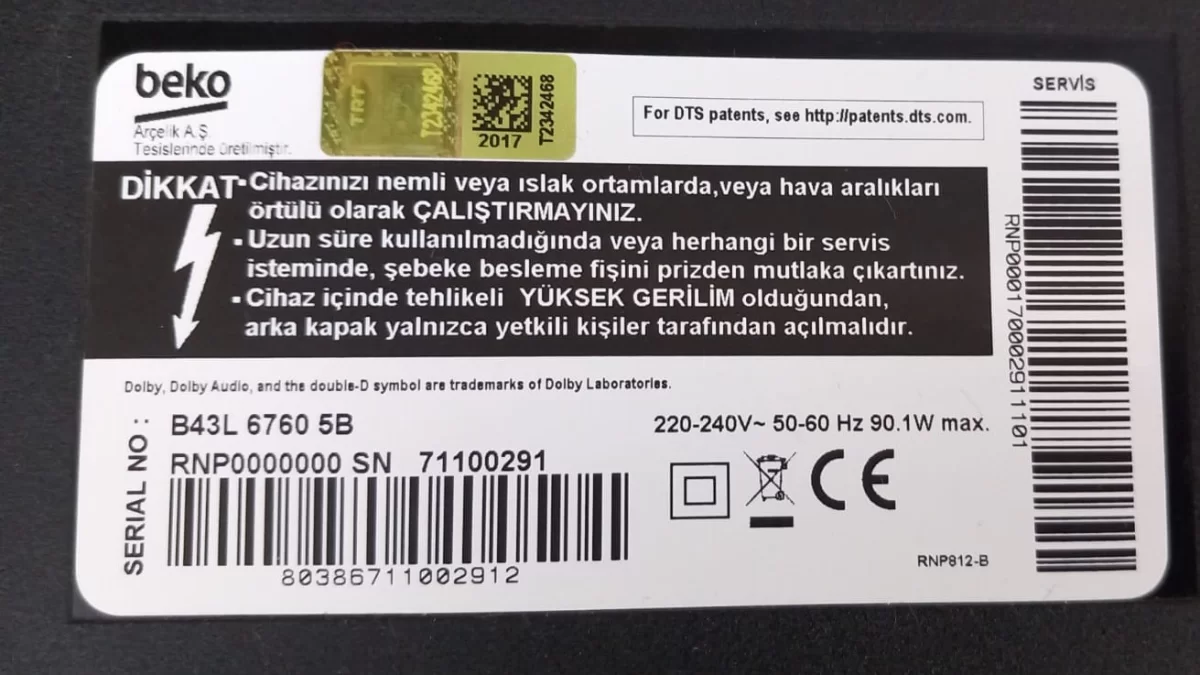 beko
Arçelik A.Ş.
Tesislerinde üretilmiştir.
TRT
T2342468
2017
T2342468
For DTS patents, see http://patents.dts.com.
SERVİS
DİKKAT
▪ Cihazınızı nemli veya ıslak ortamlarda,veya hava aralıkları
örtülü olarak ÇALIŞTIRMAYINIZ.
▪ Uzun süre kullanılmadığında veya herhangi bir servis
isteminde, şebeke besleme fişini prizden mutlaka çıkartınız.
▪ Cihaz içinde tehlikeli YÜKSEK GERİLİM olduğundan,
arka kapak yalnızca yetkili kişiler tarafından açılmalıdır.
RNP000170002911101
Dolby, Dolby Audio, and the double-D symbol are trademarks of Dolby Laboratories.
SERIAL NO :
B43L 6760 5B
220-240V~ 50-60 Hz 90.1W max.
RNP0000000 SN 71100291
80386711002912
CE
RNP812-B